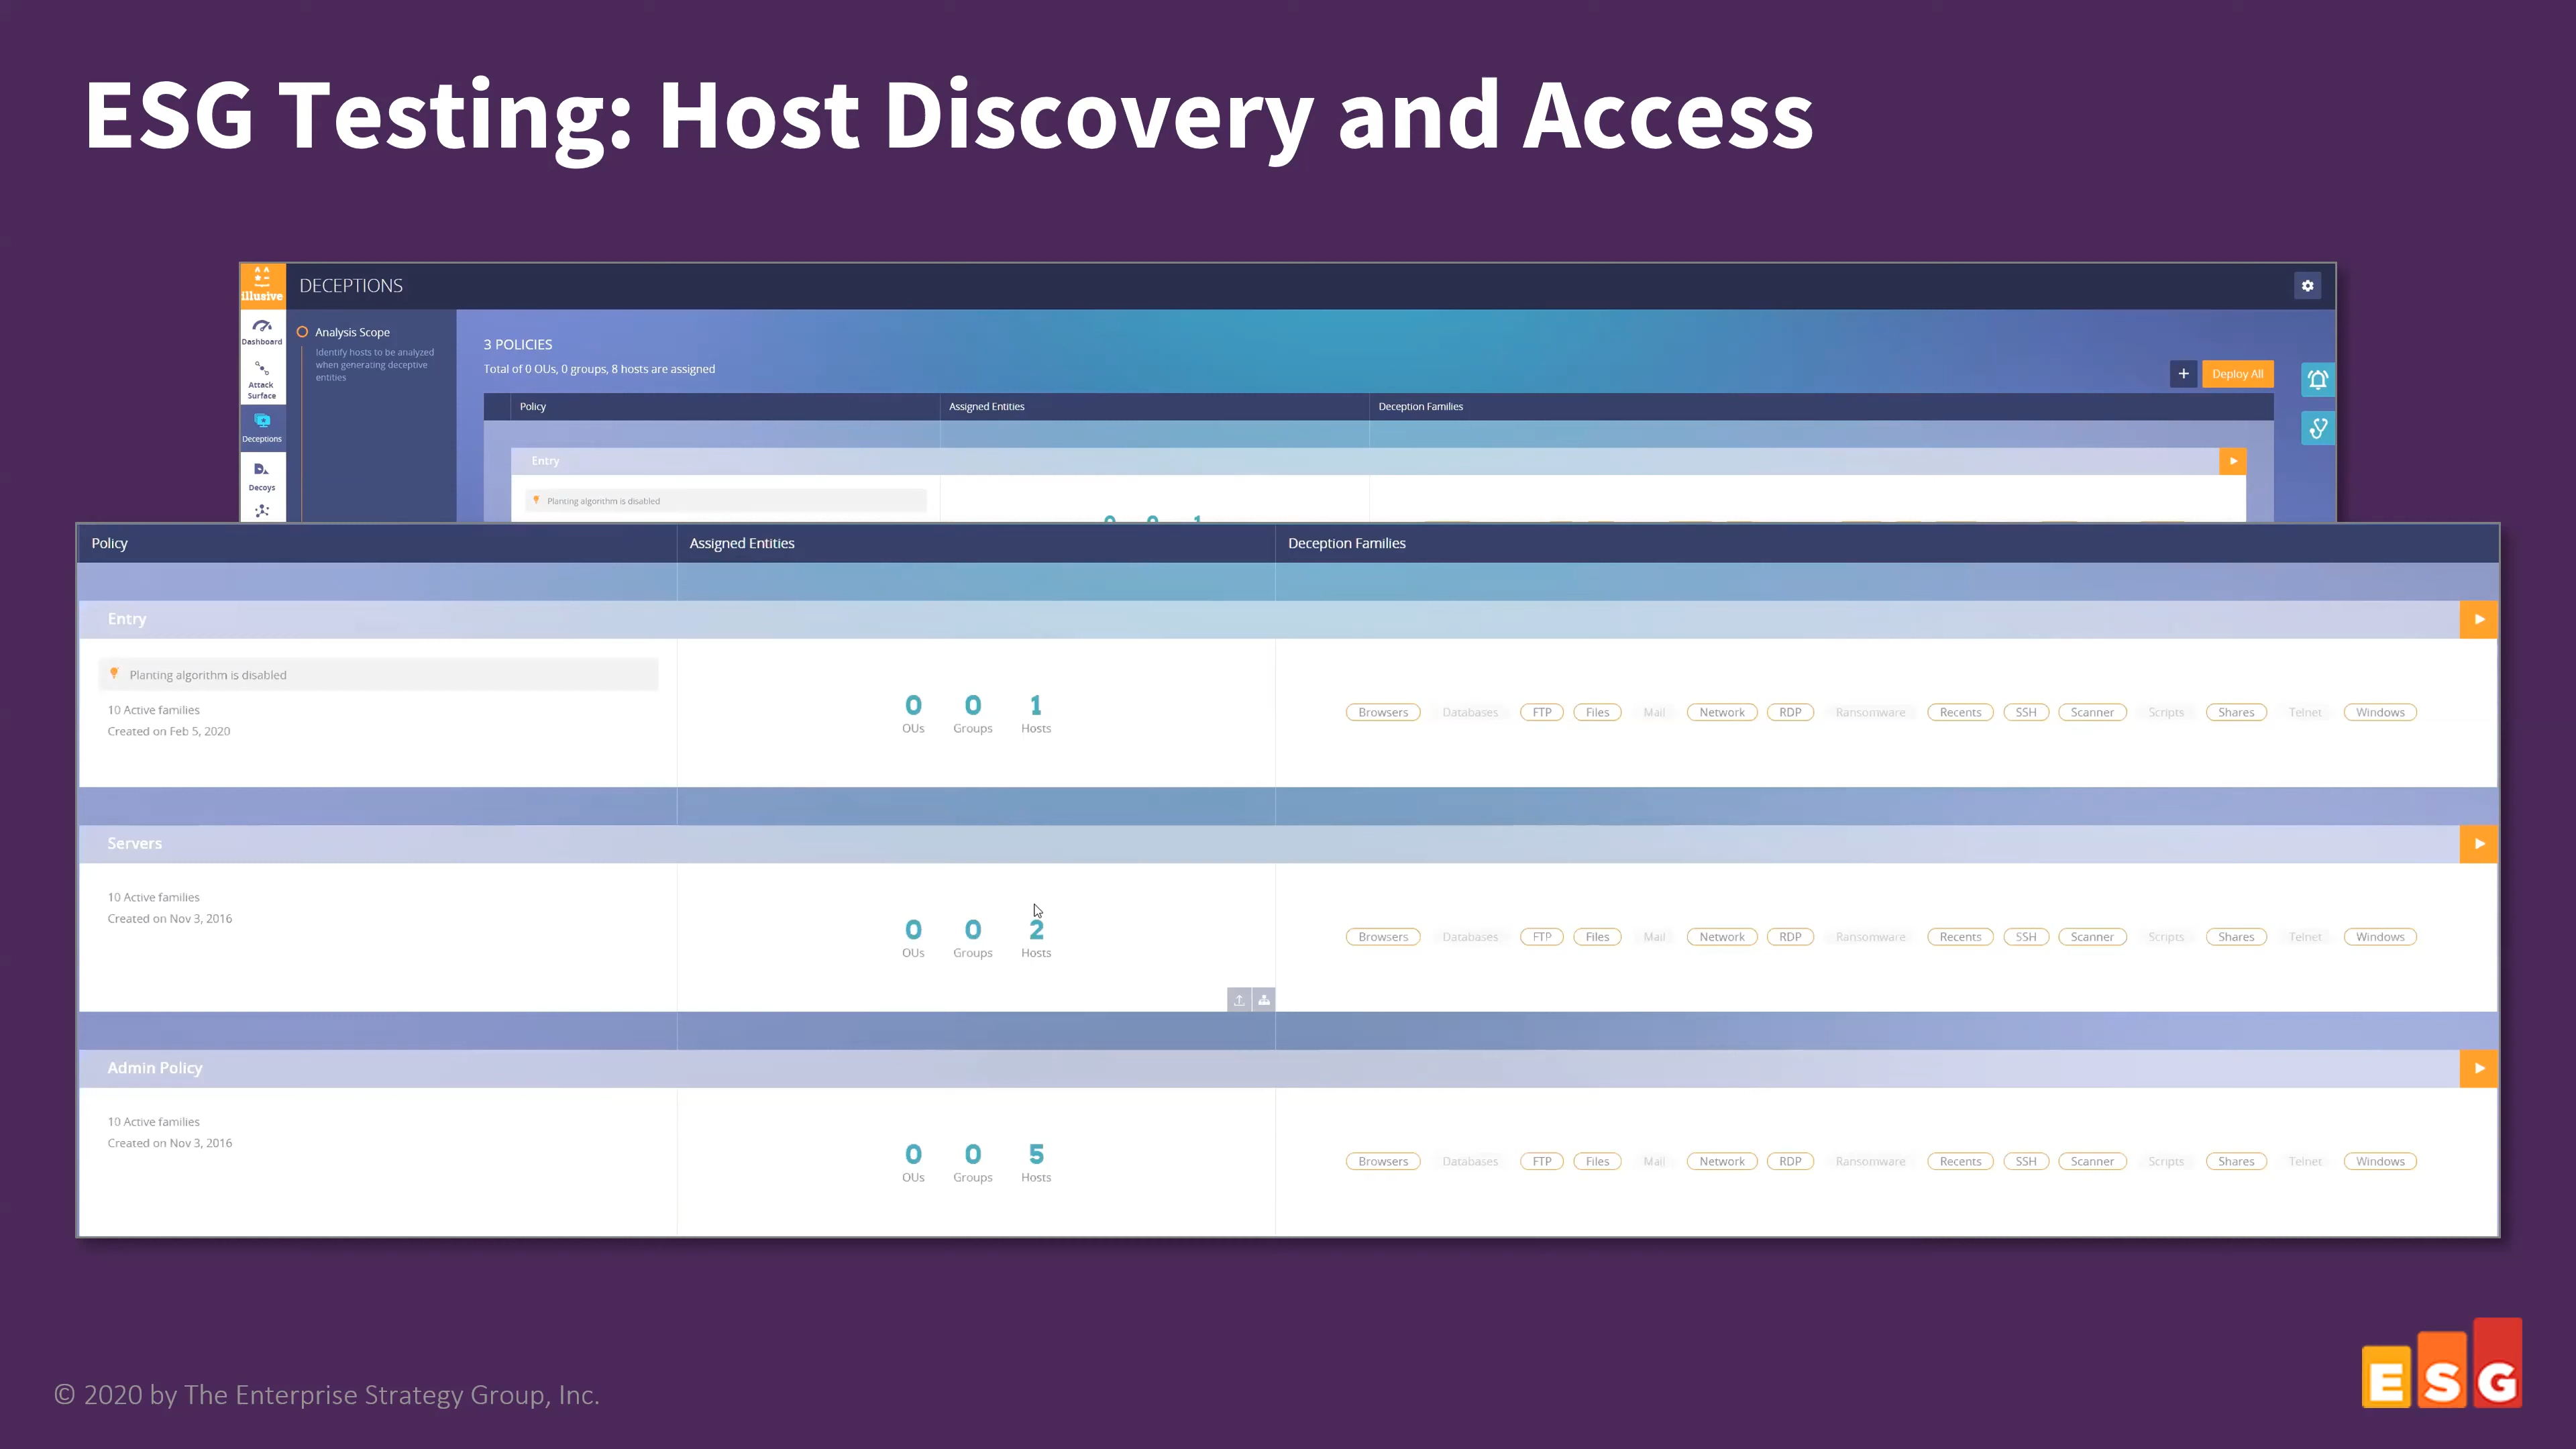 ESG Testing: Host Discovery and Access
illusive
DECEPTIONS
Dashboard
Attack
Surface
Deceptions
Decoys
Analysis Scope
Identify hosts to be analyzed
when generating deceptive
entities
3 POLICIES
Total of 0 OUs, 0 groups, 8 hosts are assigned
+ Deploy All
Policy Assigned Entities Deception Families
Entry
Planting algorithm is disabled
Policy Assigned Entities Deception Families
Entry
Planting algorithm is disabled
10 Active families
Created on Feb 5, 2020
0 0 1
OUs Groups Hosts
Browsers Databases FTP Files Mail Network RDP Ransomware Recents SSH Scanner Scripts Shares Telnet Windows
Servers
10 Active families
Created on Nov 3, 2016
0 0 2
OUs Groups Hosts
Browsers Databases FTP Files Mail Network RDP Ransomware Recents SSH Scanner Scripts Shares Telnet Windows
Admin Policy
10 Active families
Created on Nov 3, 2016
0 0 5
OUs Groups Hosts
Browsers Databases FTP Files Mail Network RDP Ransomware Recents SSH Scanner Scripts Shares Telnet Windows
© 2020 by The Enterprise Strategy Group, Inc.
ESG